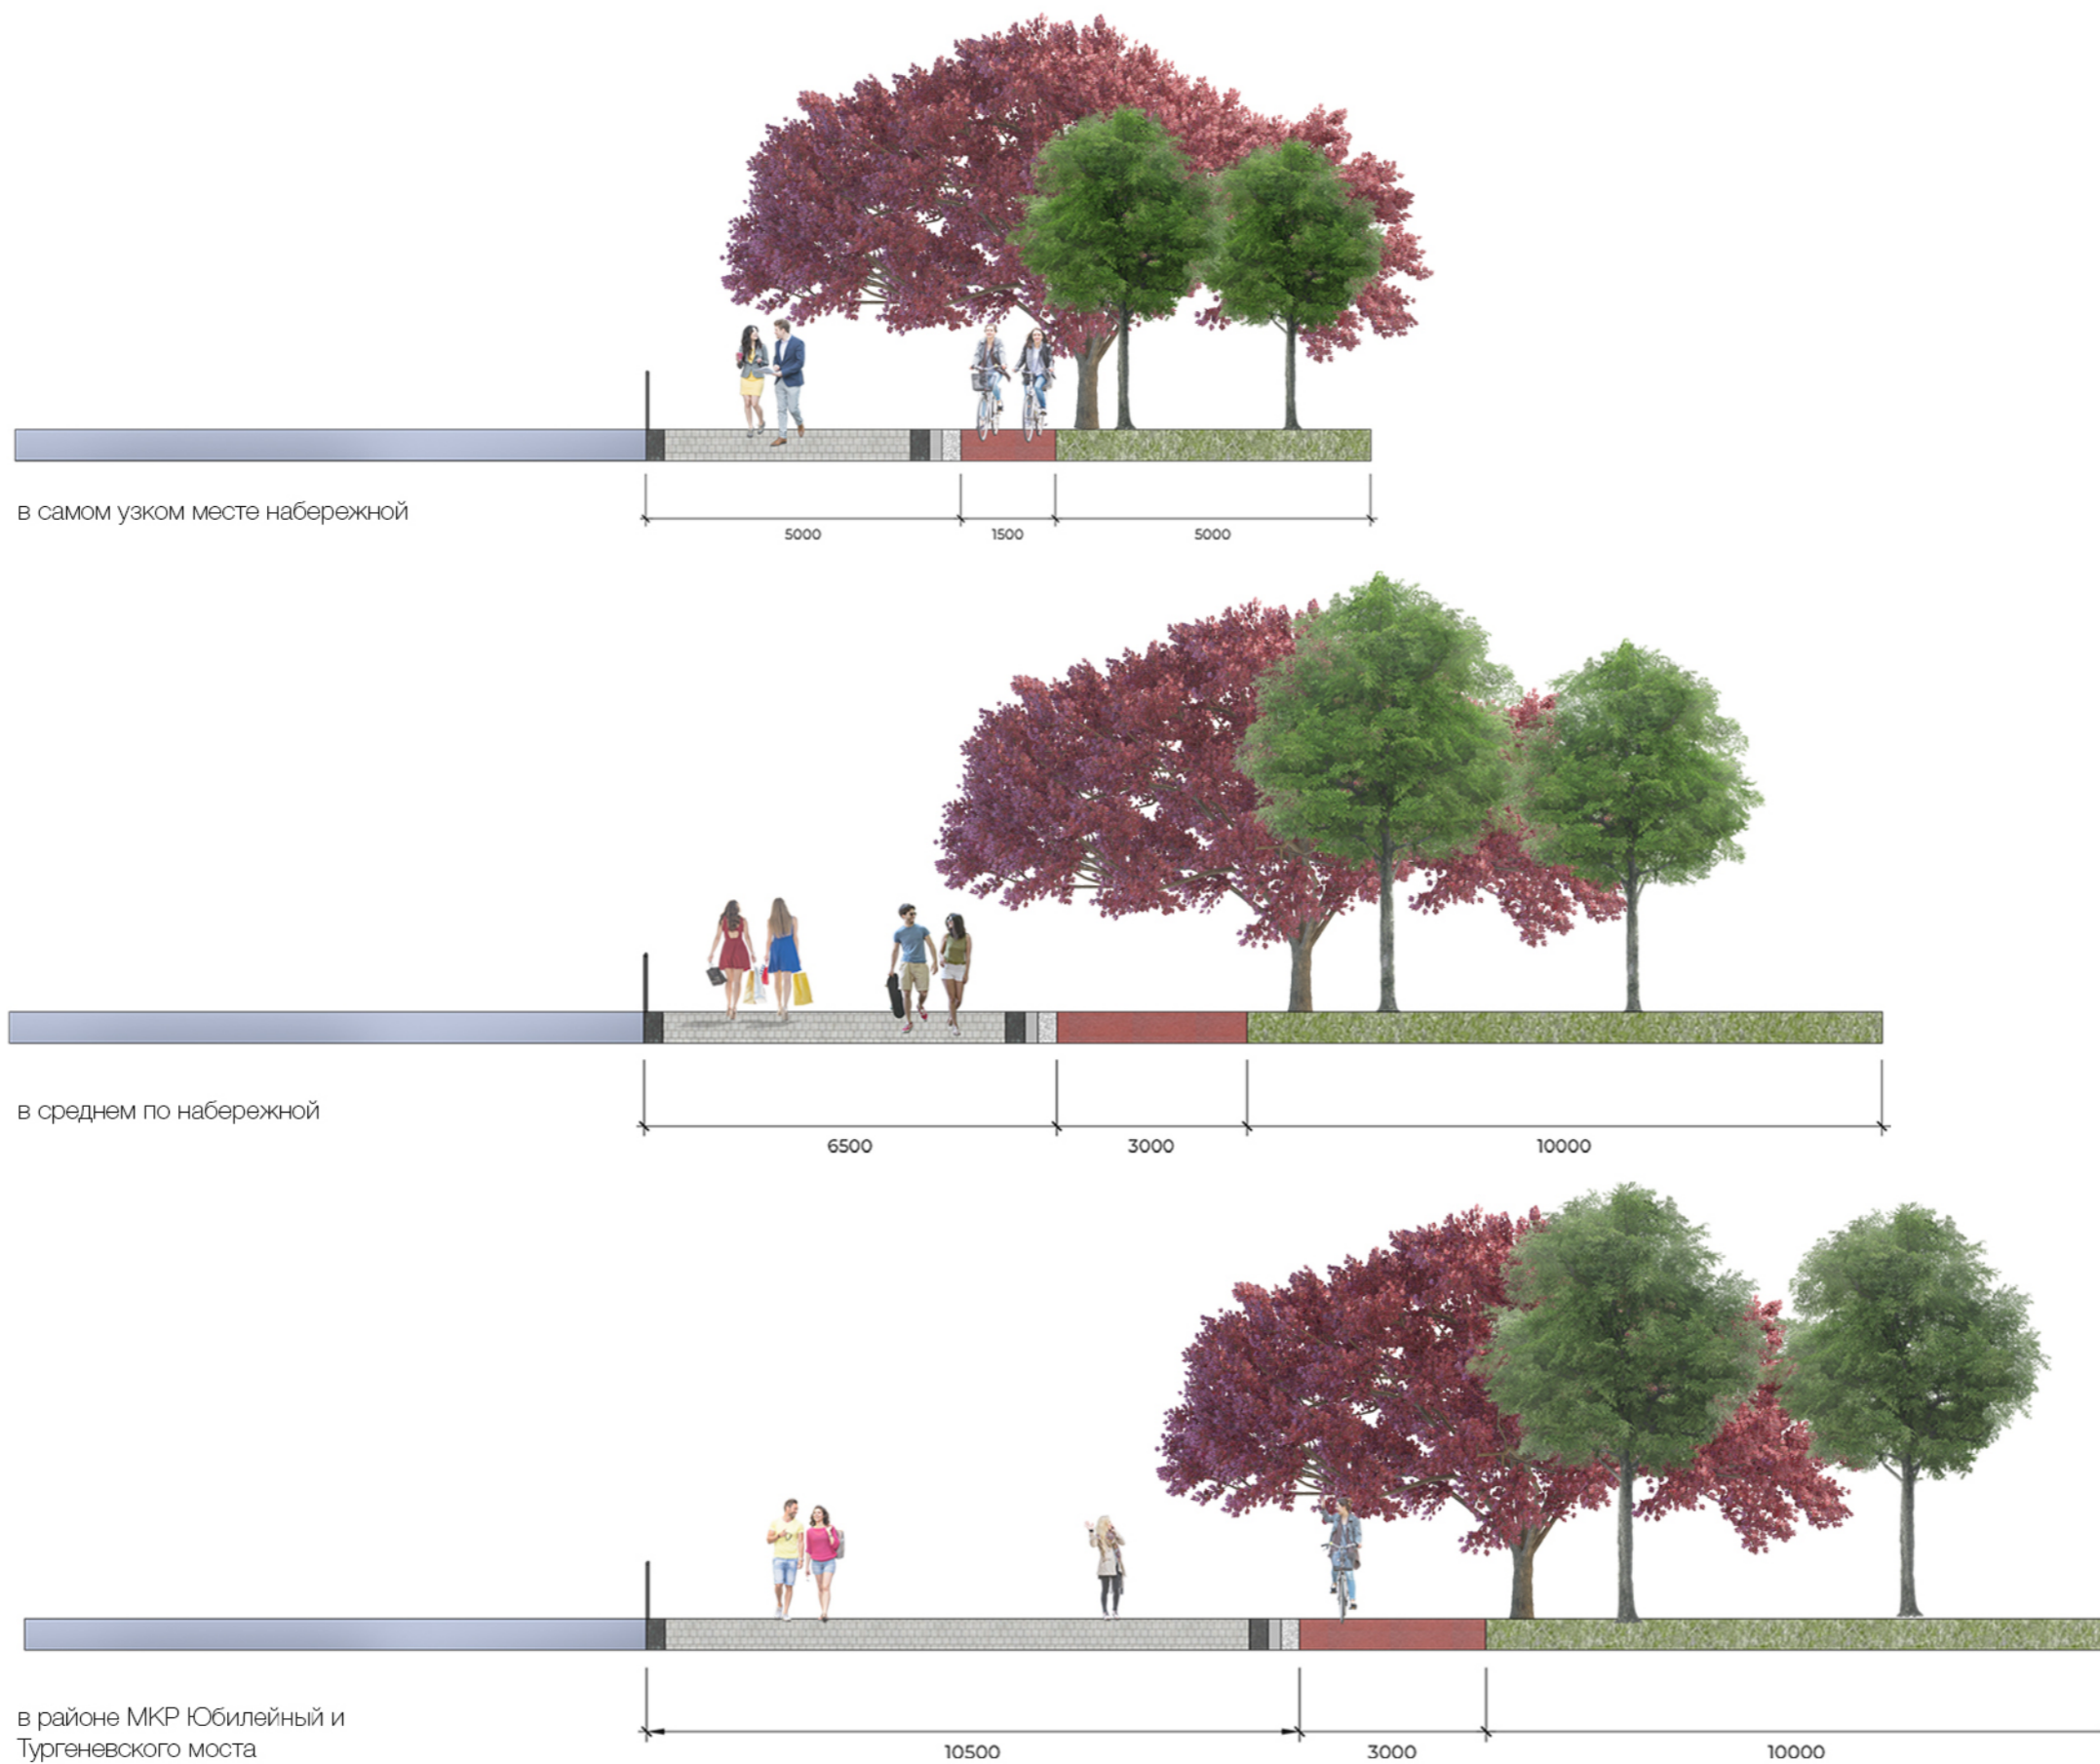 в самом узком месте набережной
5000
1500
5000
в среднем по набережной
6500
3000
10000
в районе МКР Юбилейный и
Тургеневского моста
10500
3000
10000